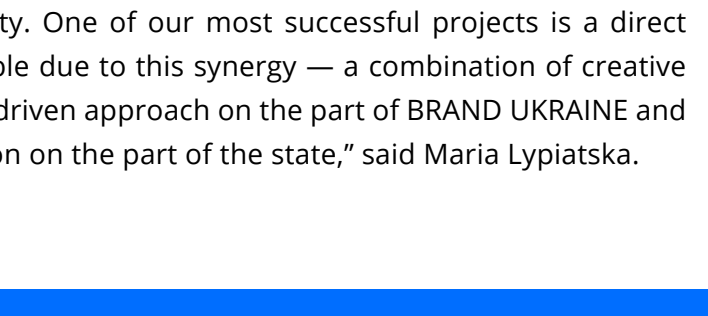 ty. One of our most successful projects is a direct
ble due to this synergy — a combination of creative
driven approach on the part of BRAND UKRAINE and
on on the part of the state,” said Maria Lypiatska.